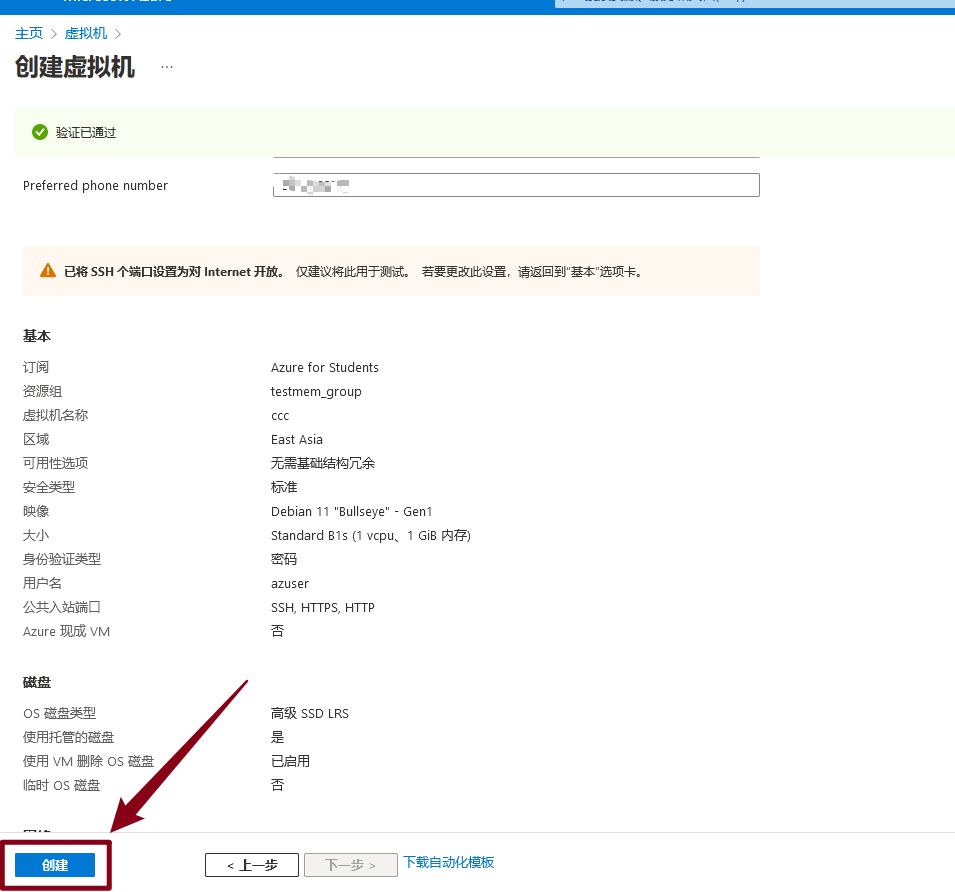 主页 > 虚拟机 >
创建虚拟机 ...
验证已通过
Preferred phone number
已将 SSH 个端口设置为对 Internet 开放。 仅建议将此用于测试。 若要更改此设置，请返回到“基本”选项卡。
基本
订阅 Azure for Students
资源组 testmem_group
虚拟机名称 ccc
区域 East Asia
可用性选项 无需基础结构冗余
安全类型 标准
映像 Debian 11 "Bullseye" - Gen1
大小 Standard B1s (1 vcpu、1 GiB 内存)
身份验证类型 密码
用户名 azuser
公共入站端口 SSH, HTTPS, HTTP
Azure 现成 VM 否
磁盘
OS 磁盘类型 高级 SSD LRS
使用托管的磁盘 是
使用 VM 删除 OS 磁盘 已启用
临时 OS 磁盘 否
创建 < 上一步 下一步 > 下载自动化模板